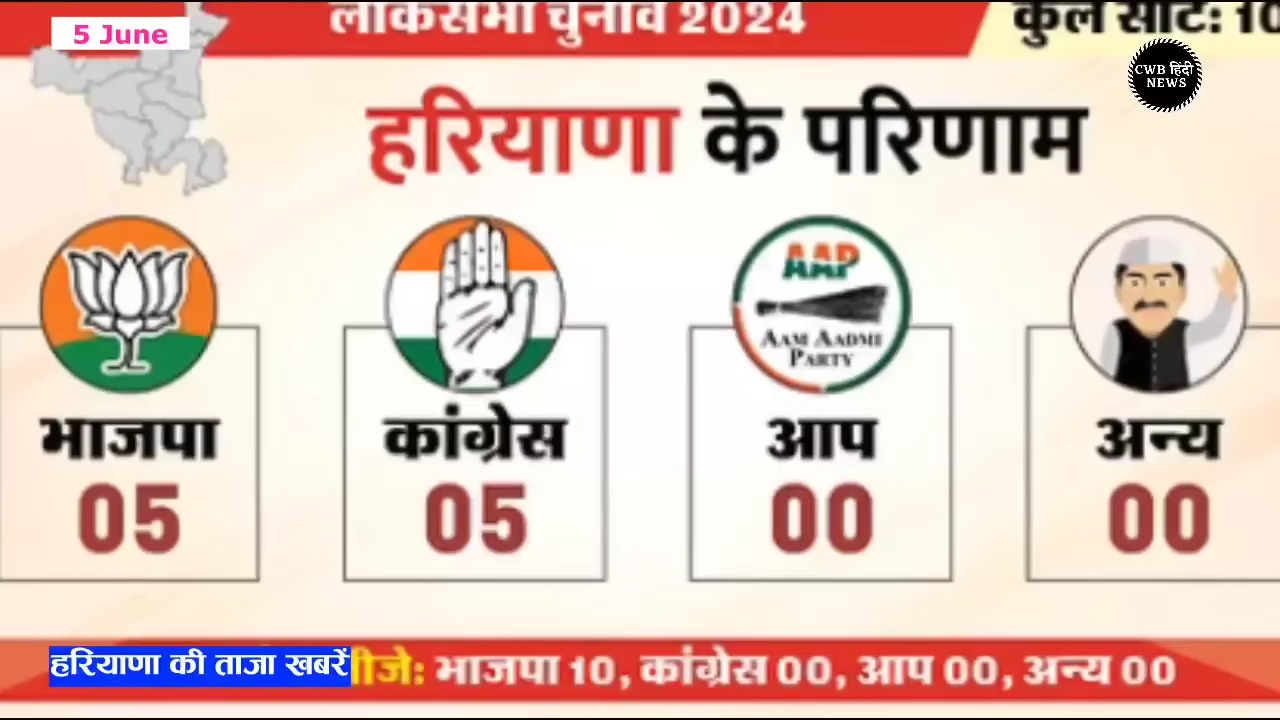 लोकसभा चुनाव 2024
कुल सीट: 10
5 June
CWB हिंदी
NEWS
हरियाणा के परिणाम
AAP
AAM AADMI
PARTY
भाजपा
05
कांग्रेस
05
आप
00
अन्य
00
हरियाणा की ताजा खबरें
भाजपा 10, कांग्रेस 00, आप 00, अन्य 00